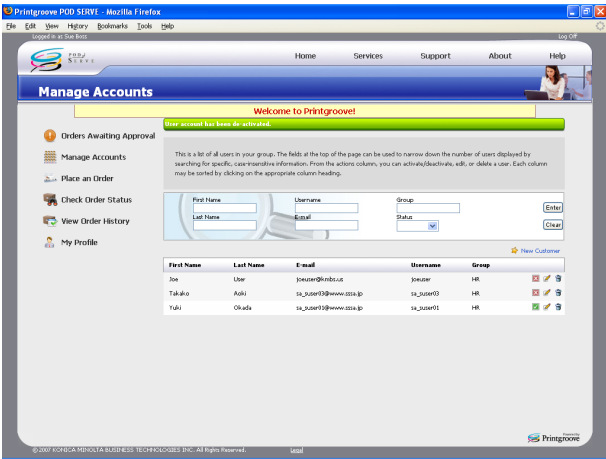 Printgroove POD SERVE - Mozilla Firefox
File Edit View History Bookmarks Tools Help
Logged in as Sue Boss Log Off
POD SERVE Home Services Support About Help
Manage Accounts
Welcome to Printgroove!
User account has been de-activated.
Orders Awaiting Approval
Manage Accounts
Place an Order
Check Order Status
View Order History
My Profile
This is a list of all users in your group. The fields at the top of the page can be used to narrow down the number of users displayed by
searching for specific, case-insensitive information. From the actions column, you can activate/deactivate, edit, or delete a user. Each column
may be sorted by clicking on the appropriate column heading.
First Name Username Group
Enter
Last Name E-mail Status
Clear
New Customer
First Name Last Name E-mail Username Group
Joe User joeuser@kmbs.us joeuser HR
Takako Aoki sa_suser03@www.sssa.jp sa_suser03 HR
Yuki Okada sa_suser01@www.sssa.jp sa_suser01 HR
Powered by
Printgroove
© 2007 KONICA MINOLTA BUSINESS TECHNOLOGIES INC. All Rights Reserved. Legal